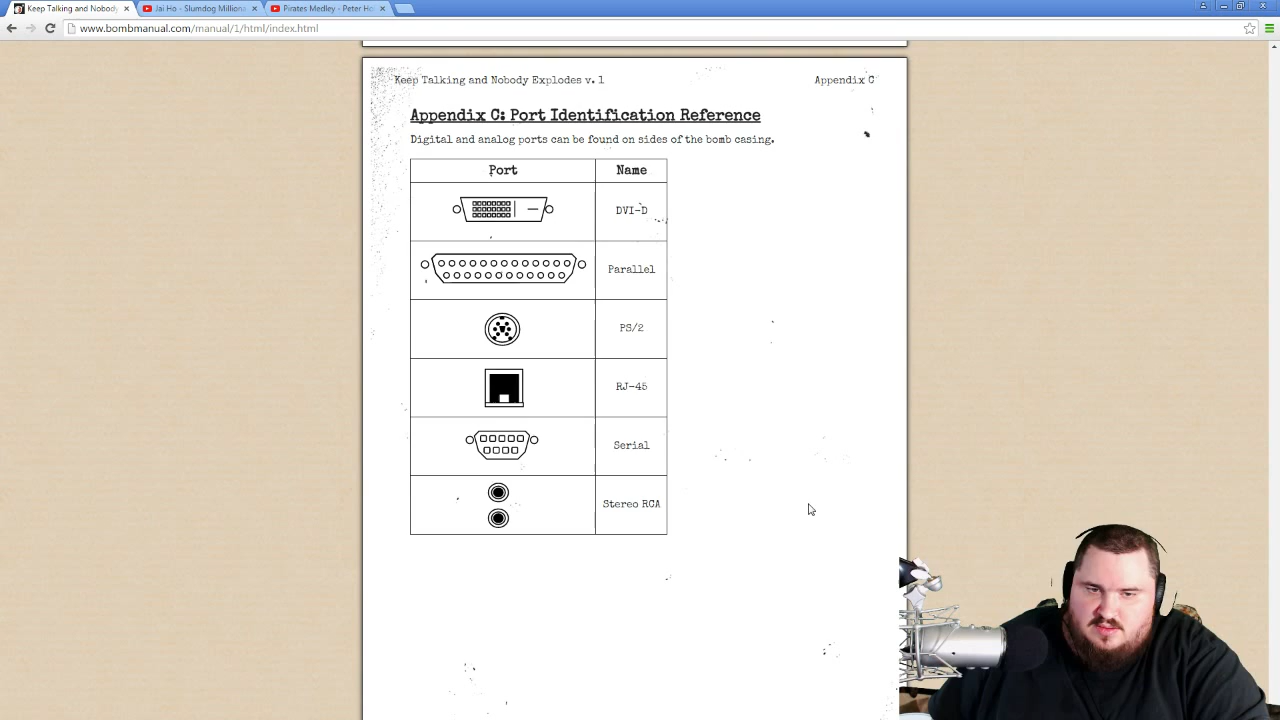 Keep Talking and Nobody
Jai Ho - Slumdog Milliona
Pirates Medley - Peter Ho
www.bombmanual.com/manual/1/html/index.html
Keep Talking and Nobody Explodes v. 1
Appendix C
Appendix C: Port Identification Reference
Digital and analog ports can be found on sides of the bomb casing.
Port Name
DVI-D
Parallel
PS/2
RJ-45
Serial
Stereo RCA